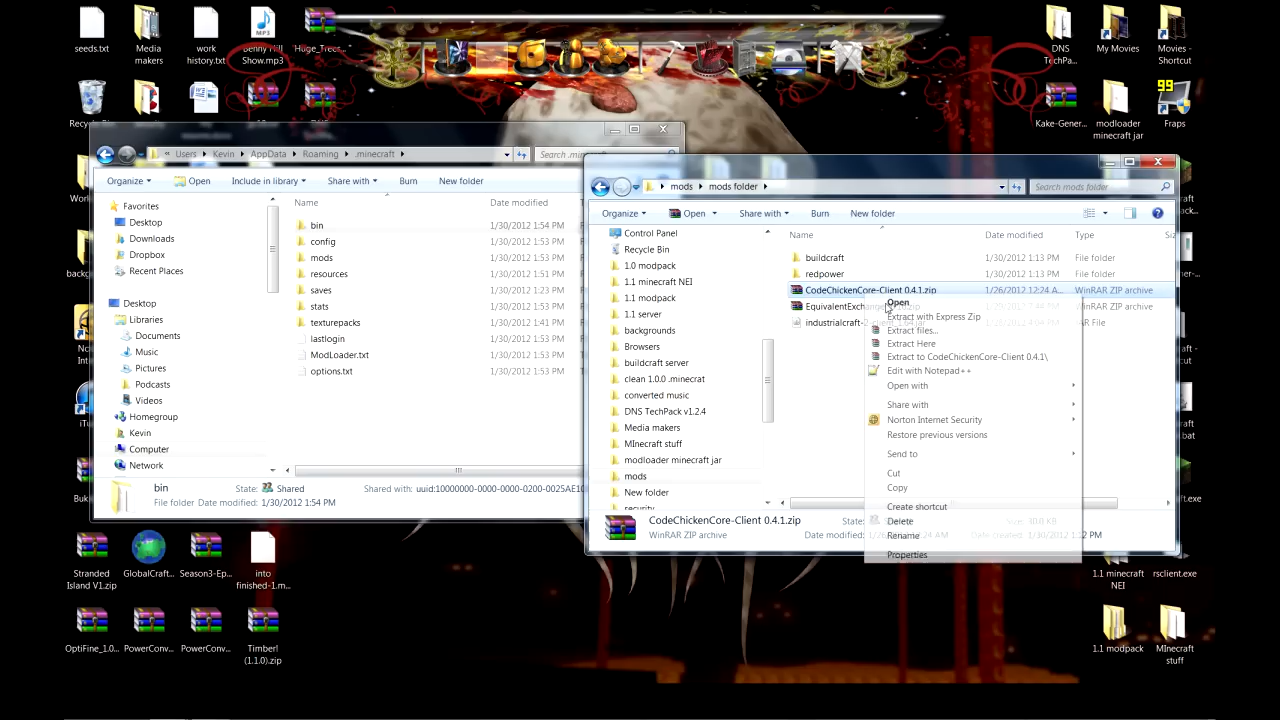 seeds.txt
Media makers
work history.txt
Benny Hill Show.mp3
Huge_Trees...
DNS TechPa...
My Movies
Movies - Shortcut
Kake-Gener...
modloader minecraft jar
99
Fraps
Users
Kevin
AppData
Roaming
.minecraft
Organize
Open
Include in library
Share with
Burn
New folder
Favorites
Desktop
Downloads
Dropbox
Recent Places
Desktop
Libraries
Documents
Music
Pictures
Podcasts
Videos
Homegroup
Kevin
Computer
Network
Name
Date modified
bin 1/30/2012 1:54 PM
config 1/30/2012 1:53 PM
mods 1/30/2012 1:53 PM
resources 1/30/2012 1:51 PM
saves 1/30/2012 1:53 PM
stats 1/30/2012 1:53 PM
texturepacks 1/30/2012 1:41 PM
lastlogin 1/30/2012 1:53 PM
ModLoader.txt 1/30/2012 1:53 PM
options.txt 1/30/2012 1:53 PM
bin State: Shared Shared with: uuid:10000000-0000-0000-0200-0025AE10
File folder Date modified: 1/30/2012 1:54 PM
mods
mods folder
Search mods folder
Organize
Open
Share with
Burn
New folder
Control Panel
Recycle Bin
1.0 modpack
1.1 minecraft NEI
1.1 modpack
1.1 server
backgrounds
Browsers
buildcraft server
clean 1.0.0 .minecrat
converted music
DNS TechPack v1.2.4
Media makers
MInecraft stuff
modloader minecraft jar
mods
New folder
security
Name Date modified Type
buildcraft 1/30/2012 1:13 PM File folder
redpower 1/30/2012 1:13 PM File folder
CodeChickenCore-Client 0.4.1.zip 1/26/2012 12:24 A... WinRAR ZIP archive
WinRAR ZIP archive
Open
Extract with Express Zip
Extract files...
Extract Here
Extract to CodeChickenCore-Client 0.4.1\
Edit with Notepad++
Open with
Share with
Norton Internet Security
Restore previous versions
Send to
Cut
Copy
Create shortcut
Delete
Rename
Properties
CodeChickenCore-Client 0.4.1.zip
WinRAR ZIP archive
Stranded Island V1.zip
GlobalCraft...
Season3-Ep...
into finished-1.m...
1.1 minecraft NEI
rsclient.exe
OptiFine_1.0...
PowerConv...
PowerConv...
Timber! (1.1.0).zip
1.1 modpack
MInecraft stuff